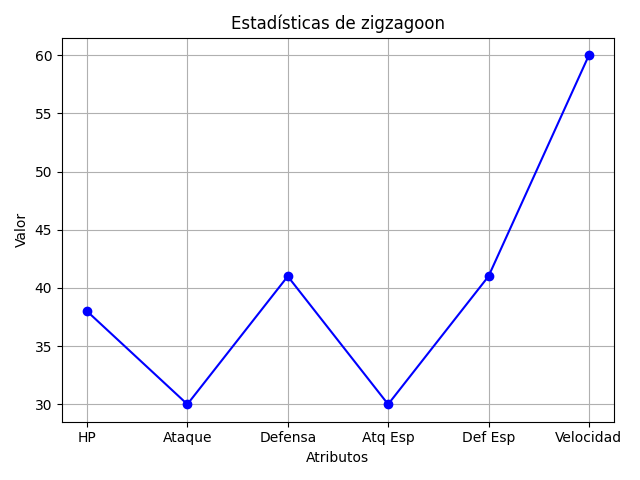 Estadísticas de zigzagoon
Valor
60
55
50
45
40
35
30
HP Ataque Defensa Atq Esp Def Esp Velocidad
Atributos